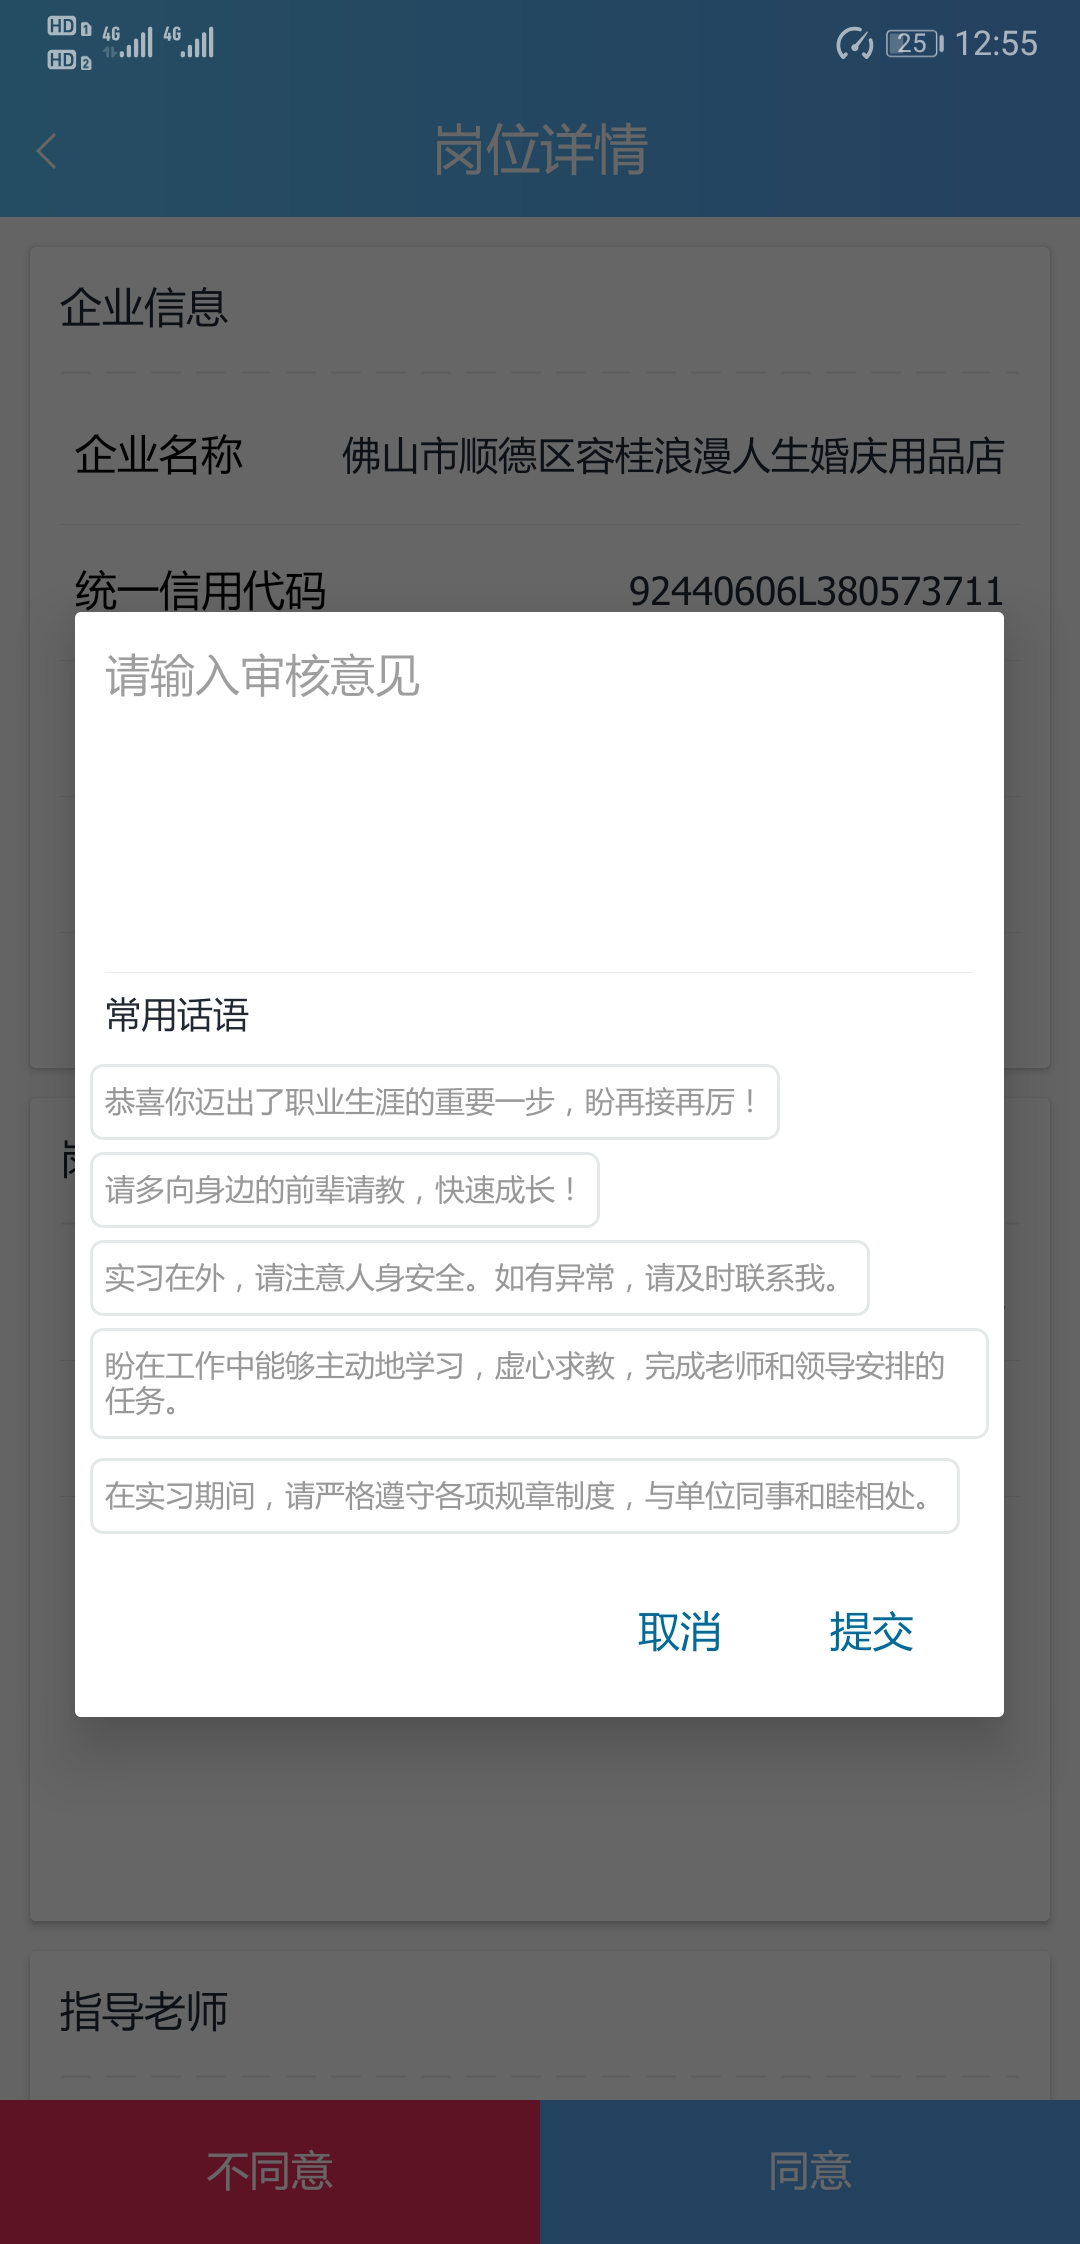 HD 1 4G 4G 25 12:55
HD 2
岗位详情
企业信息
企业名称 佛山市顺德区容桂浪漫人生婚庆用品店
统一信用代码 92440606L380573711
请输入审核意见
常用话语
恭喜你迈出了职业生涯的重要一步，盼再接再厉！
请多向身边的前辈请教，快速成长！
实习在外，请注意人身安全。如有异常，请及时联系我。
盼在工作中能够主动地学习，虚心求教，完成老师和领导安排的
任务。
在实习期间，请严格遵守各项规章制度，与单位同事和睦相处。
取消 提交
指导老师
不同意 同意